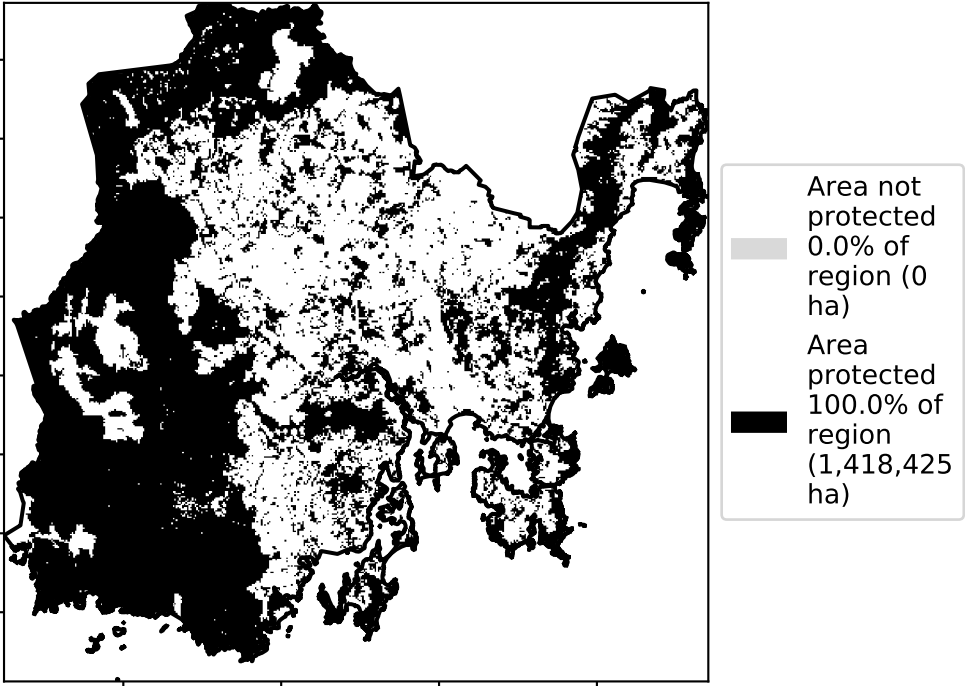 Area not
protected
0.0% of
region (0
ha)
Area
protected
100.0% of
region
(1,418,425
ha)